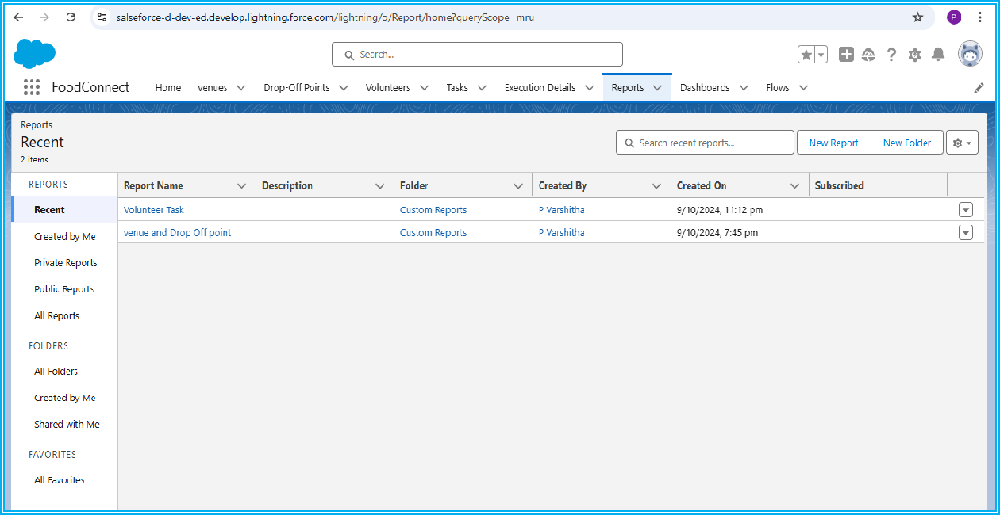 salseforce-d-dev-ed.develop.lightning.force.com/lightning/o/Report/home?queryScope=mru
P
Search...
FoodConnect Home venues Drop-Off Points Volunteers Tasks Execution Details Reports Dashboards Flows
Reports
Recent
2 items
Search recent reports...
New Report New Folder
REPORTS
Recent
Created by Me
Private Reports
Public Reports
All Reports
FOLDERS
All Folders
Created by Me
Shared with Me
FAVORITES
All Favorites
Report Name Description Folder Created By Created On Subscribed
Volunteer Task Custom Reports P Varshitha 9/10/2024, 11:12 pm
venue and Drop Off point Custom Reports P Varshitha 9/10/2024, 7:45 pm